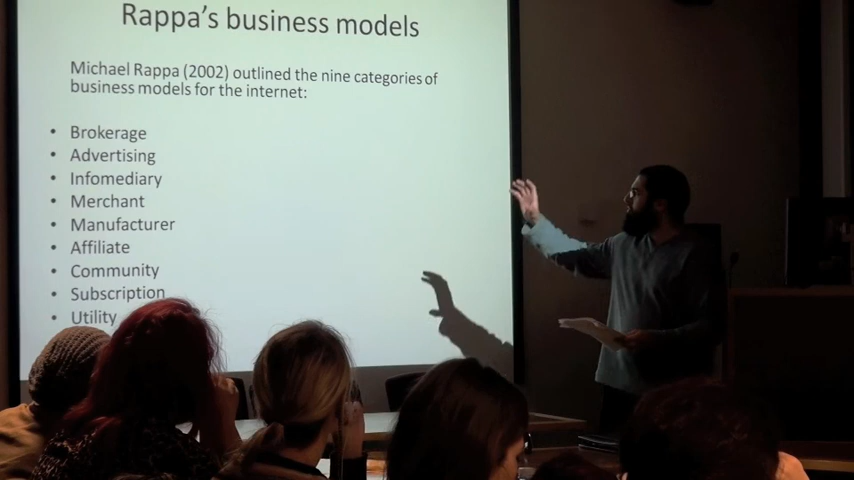 Rappa's business models
Michael Rappa (2002) outlined the nine categories of
business models for the internet:
• Brokerage
• Advertising
• Infomediary
• Merchant
• Manufacturer
• Affiliate
• Community
• Subscription
• Utility